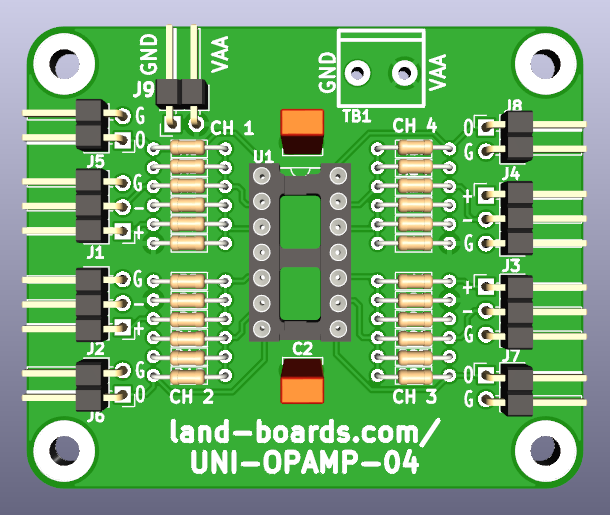 GND
VAA
GND
VAA
J9
TB1
CH 1
CH 4
J8
G
O
O
G
J5
U1
J4
G
-
+
+
-
G
J1
J3
G
-
+
+
-
G
J2
C2
J7
G
O
O
G
J6
CH 2
CH 3
land-boards.com/
UNI-OPAMP-04